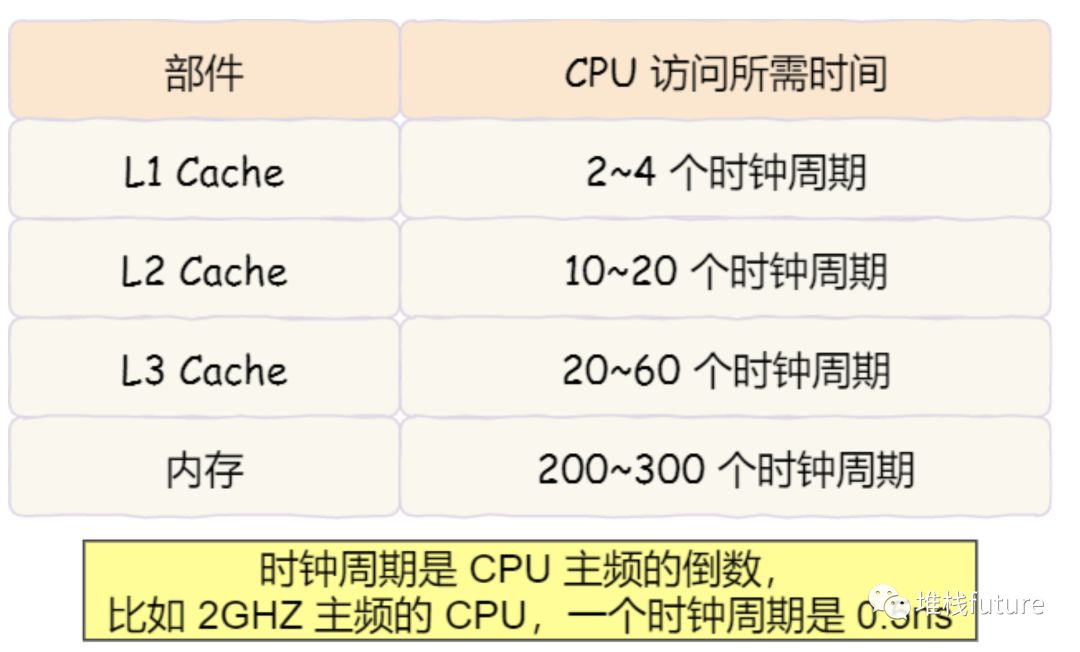 部件 CPU 访问所需时间
L1 Cache 2~4 个时钟周期
L2 Cache 10~20 个时钟周期
L3 Cache 20~60 个时钟周期
内存 200~300 个时钟周期
时钟周期是 CPU 主频的倒数，
比如 2GHZ 主频的 CPU，一个时钟周期是 0.5ns
堆栈future